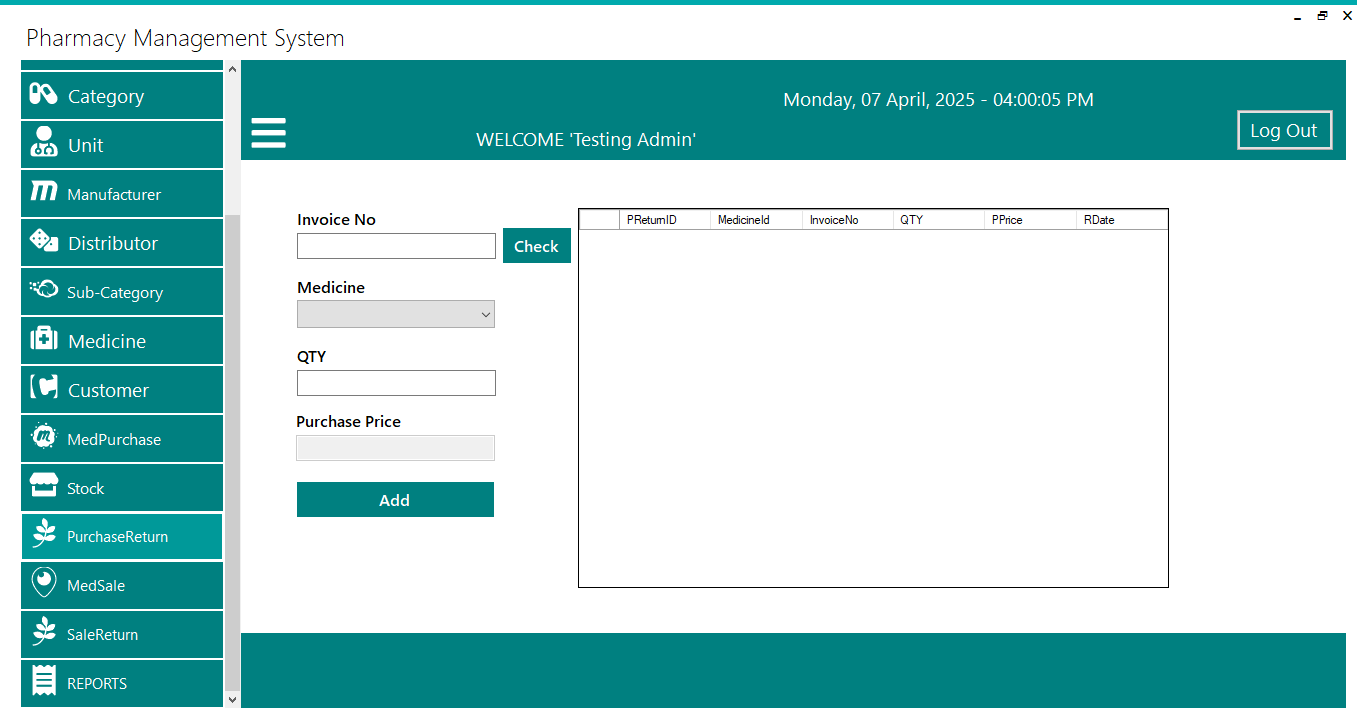 Pharmacy Management System
Category
Unit
Manufacturer
Distributor
Sub-Category
Medicine
Customer
MedPurchase
Stock
PurchaseReturn
MedSale
SaleReturn
REPORTS
Monday, 07 April, 2025 - 04:00:05 PM
WELCOME 'Testing Admin'
Log Out
Invoice No
Check
Medicine
QTY
Purchase Price
Add
PReturnID MedicineId InvoiceNo QTY PPrice RDate